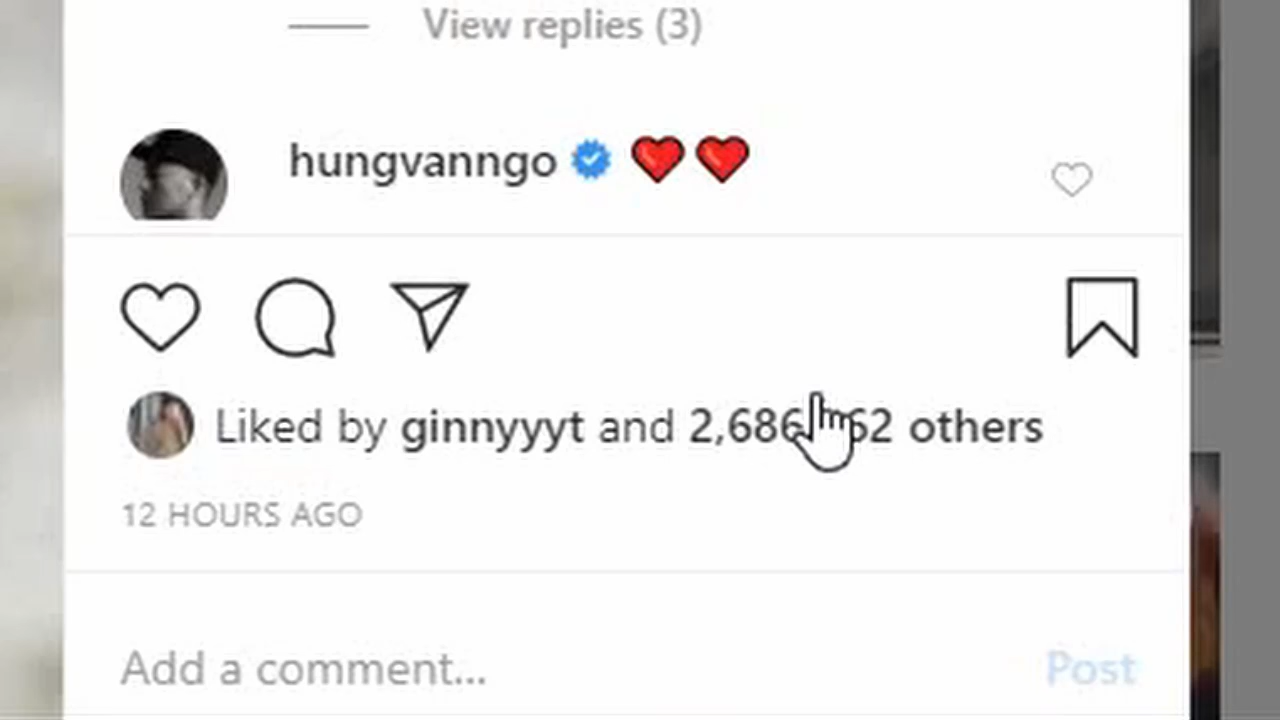 View replies (3)
hungvanngo
Liked by ginnyyyt and others
12 HOURS AGO
Add a comment...
Post